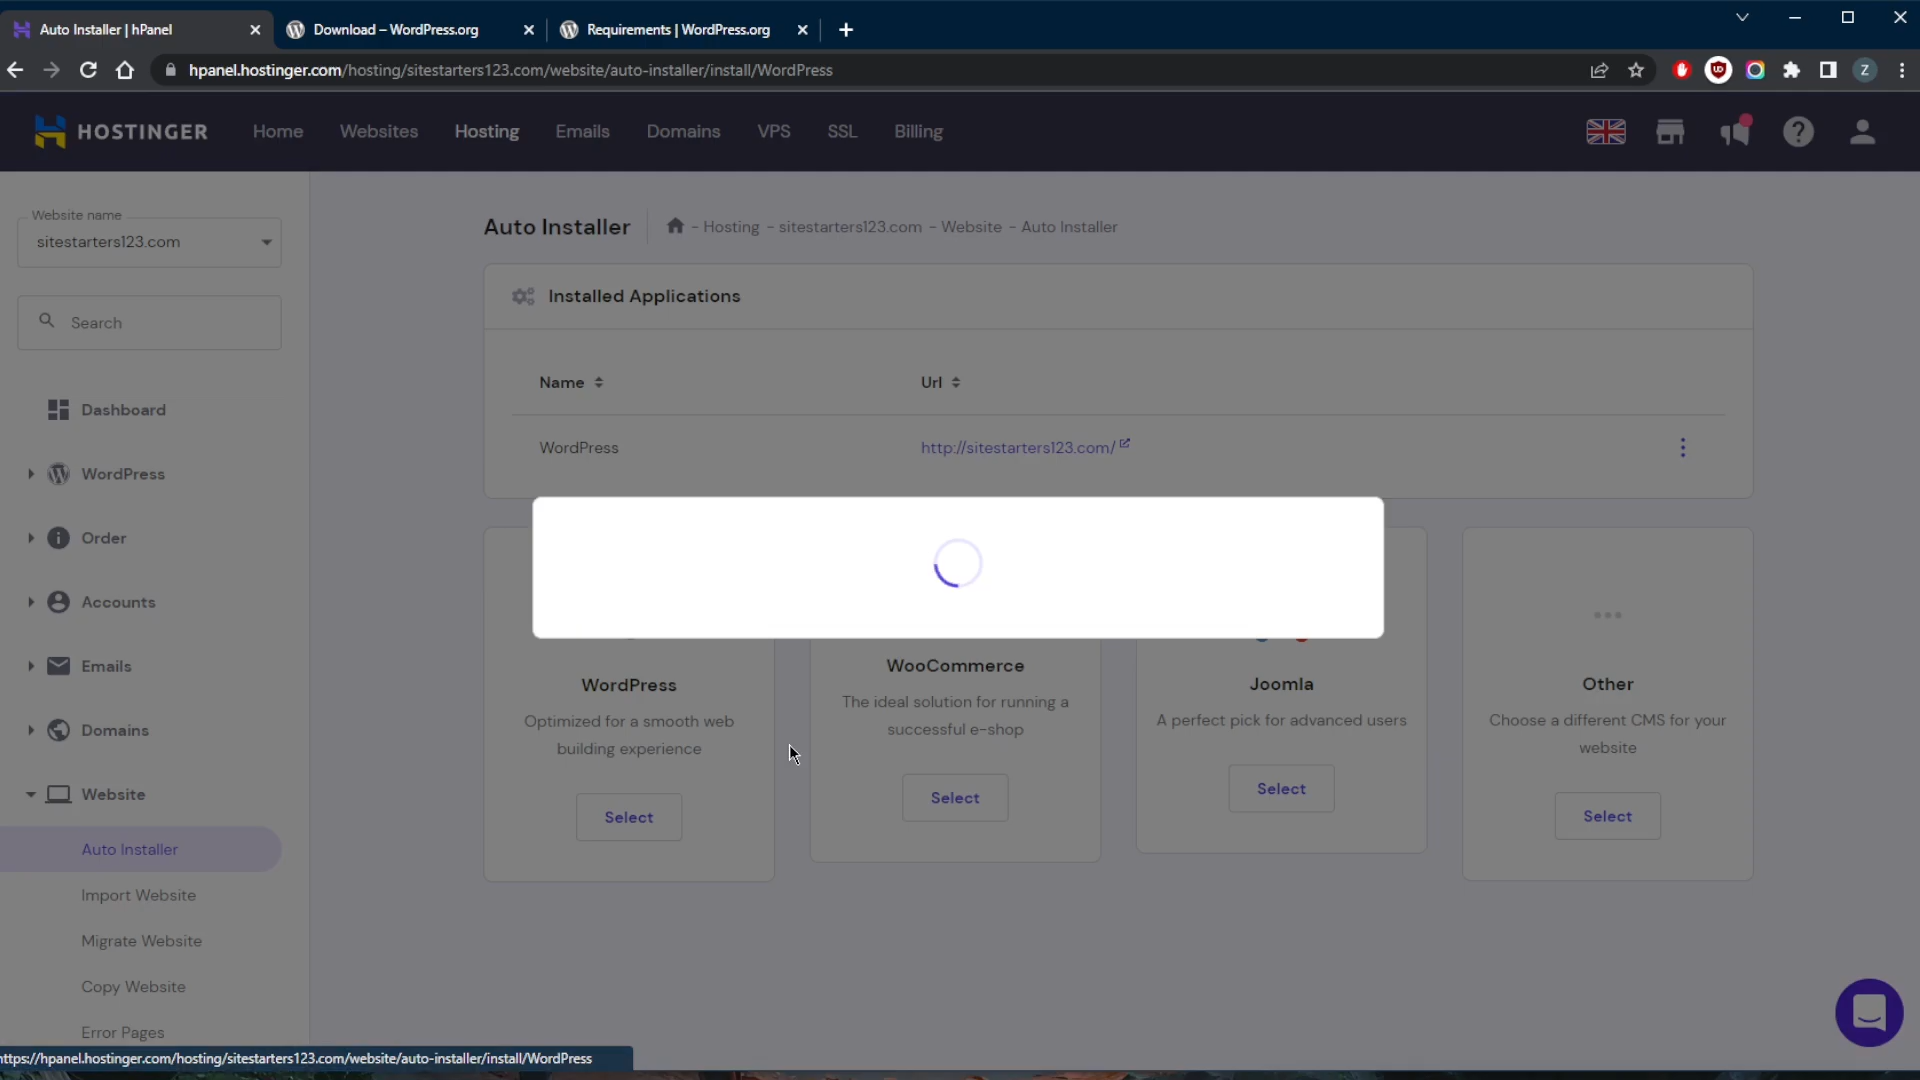 Auto Installer | hPanel
Download – WordPress.org
Requirements | WordPress.org
hpanel.hostinger.com/hosting/sitestarters123.com/website/auto-installer/install/WordPress
Z
HOSTINGER
Home
Websites
Hosting
Emails
Domains
VPS
SSL
Billing
Website name
sitestarters123.com
Search
Dashboard
WordPress
Order
Accounts
Emails
Domains
Website
Auto Installer
Import Website
Migrate Website
Copy Website
Error Pages
Auto Installer
- Hosting - sitestarters123.com - Website - Auto Installer
Installed Applications
Name
Url
WordPress
http://sitestarters123.com/
WordPress
Optimized for a smooth web
building experience
Select
WooCommerce
The ideal solution for running a
successful e-shop
Select
Joomla
A perfect pick for advanced users
Select
Other
Choose a different CMS for your
website
Select
https://hpanel.hostinger.com/hosting/sitestarters123.com/website/auto-installer/install/WordPress